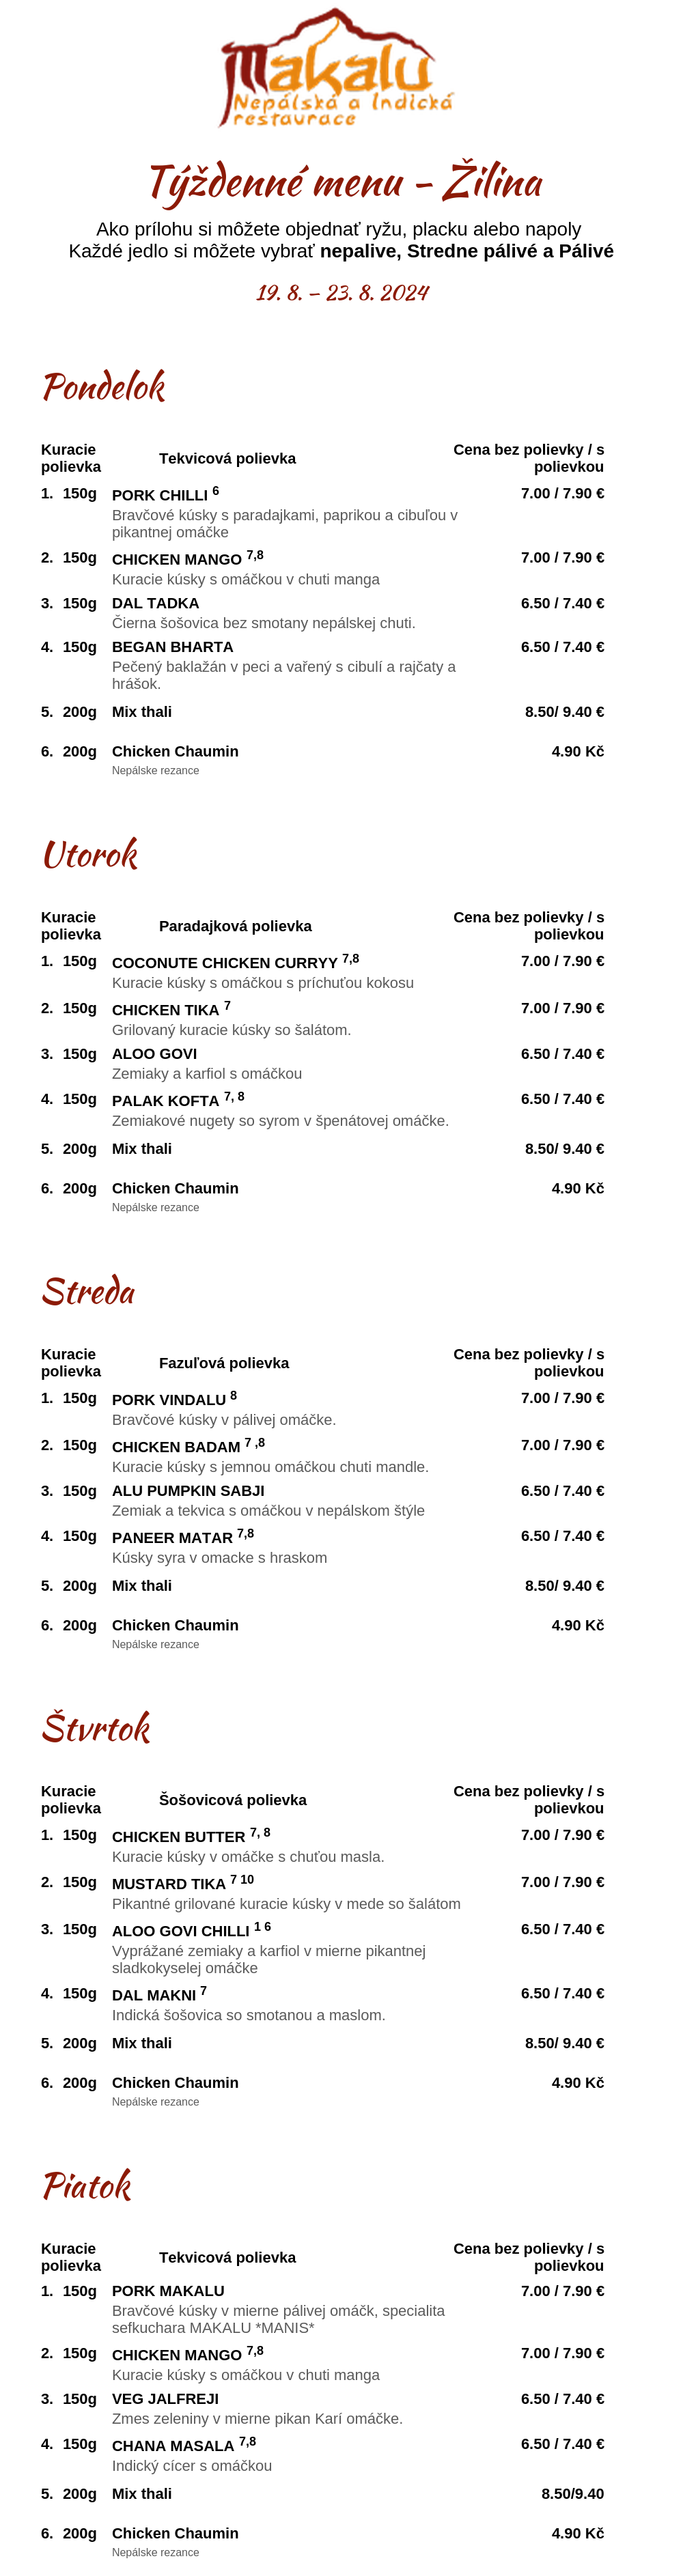 Makalu
Nepálská a Indická
restaurace
Týždenné menu - Žilina
Ako prílohu si môžete objednať ryžu, placku alebo napoly
Každé jedlo si môžete vybrať nepalive, Stredne pálivé a Pálivé
19. 8. – 23. 8. 2024
Pondelok
Kuracie polievka Tekvicová polievka Cena bez polievky / s polievkou
1. 150g PORK CHILLI 6 7.00 / 7.90 €
Bravčové kúsky s paradajkami, paprikou a cibuľou v
pikantnej omáčke
2. 150g CHICKEN MANGO 7,8 7.00 / 7.90 €
Kuracie kúsky s omáčkou v chuti manga
3. 150g DAL TADKA 6.50 / 7.40 €
Čierna šošovica bez smotany nepálskej chuti.
4. 150g BEGAN BHARTA 6.50 / 7.40 €
Pečený baklažán v peci a vařený s cibulí a rajčaty a
hrášok.
5. 200g Mix thali 8.50/ 9.40 €
6. 200g Chicken Chaumin 4.90 Kč
Nepálske rezance
Utorok
Kuracie polievka Paradajková polievka Cena bez polievky / s polievkou
1. 150g COCONUTE CHICKEN CURRYY 7,8 7.00 / 7.90 €
Kuracie kúsky s omáčkou s príchuťou kokosu
2. 150g CHICKEN TIKA 7 7.00 / 7.90 €
Grilovaný kuracie kúsky so šalátom.
3. 150g ALOO GOVI 6.50 / 7.40 €
Zemiaky a karfiol s omáčkou
4. 150g PALAK KOFTA 7, 8 6.50 / 7.40 €
Zemiakové nugety so syrom v špenátovej omáčke.
5. 200g Mix thali 8.50/ 9.40 €
6. 200g Chicken Chaumin 4.90 Kč
Nepálske rezance
Streda
Kuracie polievka Fazuľová polievka Cena bez polievky / s polievkou
1. 150g PORK VINDALU 8 7.00 / 7.90 €
Bravčové kúsky v pálivej omáčke.
2. 150g CHICKEN BADAM 7 ,8 7.00 / 7.90 €
Kuracie kúsky s jemnou omáčkou chuti mandle.
3. 150g ALU PUMPKIN SABJI 6.50 / 7.40 €
Zemiak a tekvica s omáčkou v nepálskom štýle
4. 150g PANEER MATAR 7,8 6.50 / 7.40 €
Kúsky syra v omacke s hraskom
5. 200g Mix thali 8.50/ 9.40 €
6. 200g Chicken Chaumin 4.90 Kč
Nepálske rezance
Štvrtok
Kuracie polievka Šošovicová polievka Cena bez polievky / s polievkou
1. 150g CHICKEN BUTTER 7, 8 7.00 / 7.90 €
Kuracie kúsky v omáčke s chuťou masla.
2. 150g MUSTARD TIKA 7 10 7.00 / 7.90 €
Pikantné grilované kuracie kúsky v mede so šalátom
3. 150g ALOO GOVI CHILLI 1 6 6.50 / 7.40 €
Vyprážané zemiaky a karfiol v mierne pikantnej
sladkokyselej omáčke
4. 150g DAL MAKNI 7 6.50 / 7.40 €
Indická šošovica so smotanou a maslom.
5. 200g Mix thali 8.50/ 9.40 €
6. 200g Chicken Chaumin 4.90 Kč
Nepálske rezance
Piatok
Kuracie polievka Tekvicová polievka Cena bez polievky / s polievkou
1. 150g PORK MAKALU 7.00 / 7.90 €
Bravčové kúsky v mierne pálivej omáčk, specialita
sefkuchara MAKALU *MANIS*
2. 150g CHICKEN MANGO 7,8 7.00 / 7.90 €
Kuracie kúsky s omáčkou v chuti manga
3. 150g VEG JALFREJI 6.50 / 7.40 €
Zmes zeleniny v mierne pikan Karí omáčke.
4. 150g CHANA MASALA 7,8 6.50 / 7.40 €
Indický cícer s omáčkou
5. 200g Mix thali 8.50/9.40
6. 200g Chicken Chaumin 4.90 Kč
Nepálske rezance